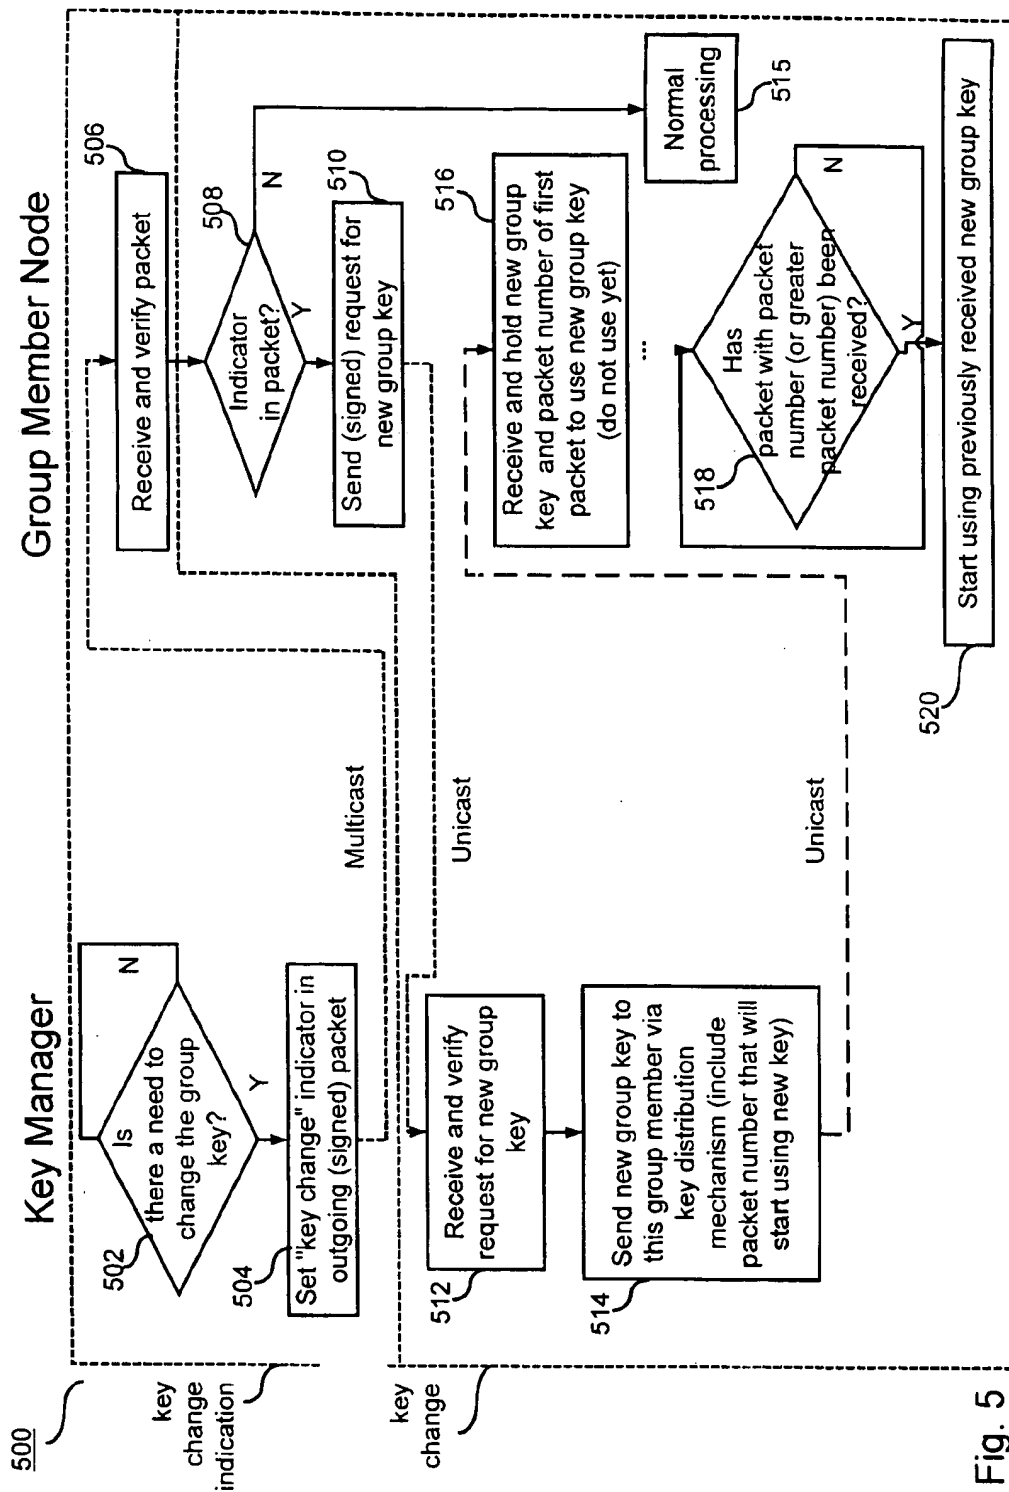 500
Key Manager
Group Member Node
key
change
indication
502
Is
there a need to
change the group
key?
N
Y
504
Set "key change" indicator in
outgoing (signed) packet
Multicast
506
Receive and verify packet
508
Indicator
in packet?
N
Y
510
Send (signed) request for
new group key
Unicast
key
change
512
Receive and verify
request for new group
key
514
Send new group key to
this group member via
key distribution
mechanism (include
packet number that will
start using new key)
Unicast
516
Receive and hold new group
key and packet number of first
packet to use new group key
(do not use yet)
Normal
processing
515
...
518
Has
packet with packet
number (or greater
packet number) been
received?
N
Y
520
Start using previously received new group key
Fig. 5